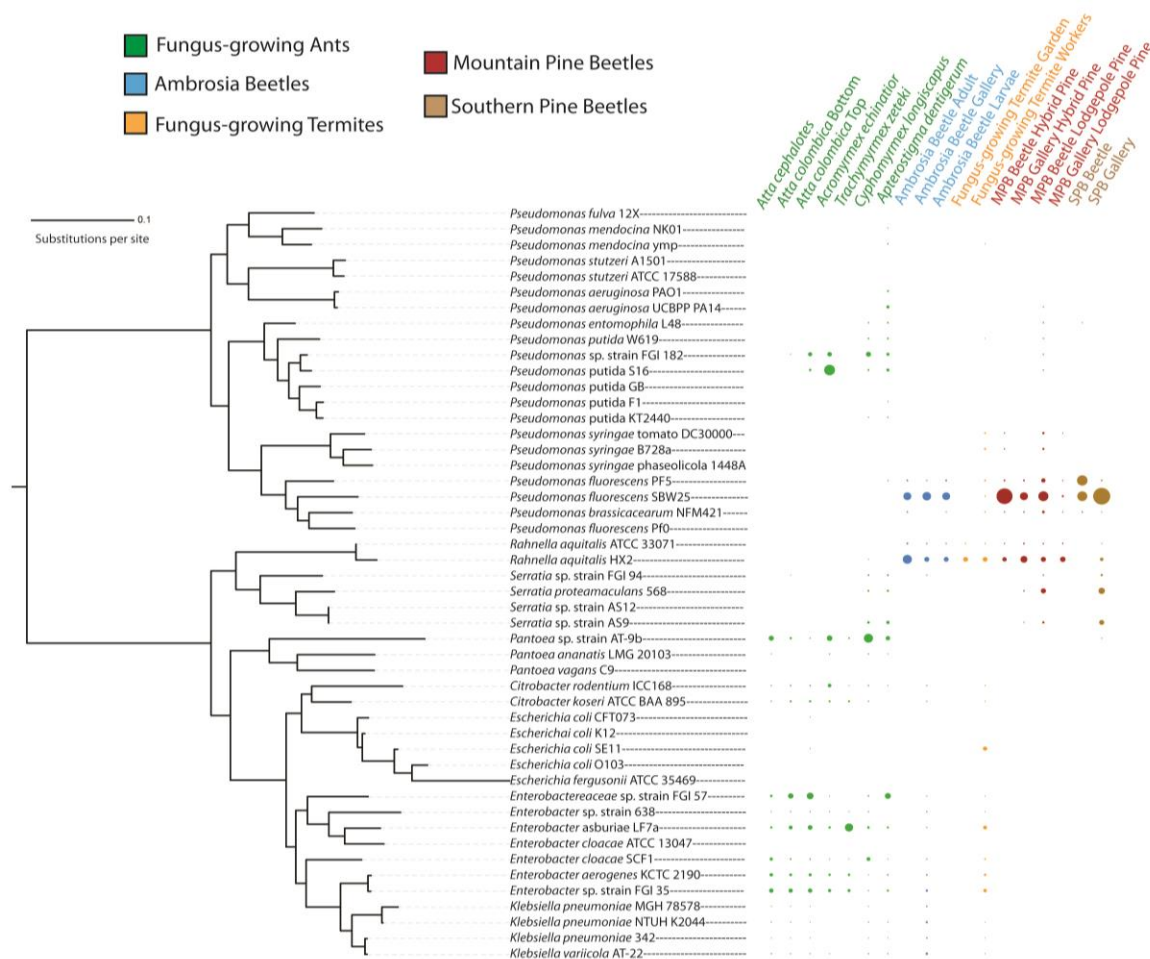 Fungus-growing Ants
Ambrosia Beetles
Fungus-growing Termites
Mountain Pine Beetles
Southern Pine Beetles
Atta cephalotes
Atta colombica Bottom
Atta colombica Top
Acromyrmex echinatior
Trachymyrmex zeteki
Cyphomyrmex longiscapus
Apterostigma dentigerum
Ambrosia Beetle Adult
Ambrosia Beetle Gallery
Ambrosia Beetle Larvae
Fungus-growing Termite Garden
Fungus-growing Termite Workers
MPB Beetle Hybrid Pine
MPB Gallery Hybrid Pine
MPB Beetle Lodgepole Pine
MPB Gallery Lodgepole Pine
SPB Beetle
SPB Gallery
0.1
Substitutions per site
Pseudomonas fulva 12X
Pseudomonas mendocina NK01
Pseudomonas mendocina ymp
Pseudomonas stutzeri A1501
Pseudomonas stutzeri ATCC 17588
Pseudomonas aeruginosa PAO1
Pseudomonas aeruginosa UCBPP PA14
Pseudomonas entomophila L48
Pseudomonas putida W619
Pseudomonas sp. strain FGI 182
Pseudomonas putida S16
Pseudomonas putida GB
Pseudomonas putida F1
Pseudomonas putida KT2440
Pseudomonas syringae tomato DC30000
Pseudomonas syringae B728a
Pseudomonas syringae phaseolicola 1448A
Pseudomonas fluorescens PF5
Pseudomonas fluorescens SBW25
Pseudomonas brassicacearum NFM421
Pseudomonas fluorescens Pf0
Rahnella aquitalis ATCC 33071
Rahnella aquitalis HX2
Serratia sp. strain FGI 94
Serratia proteamaculans 568
Serratia sp. strain AS12
Serratia sp. strain AS9
Pantoea sp. strain AT-9b
Pantoea ananatis LMG 20103
Pantoea vagans C9
Citrobacter rodentium ICC168
Citrobacter koseri ATCC BAA 895
Escherichia coli CFT073
Escherichai coli K12
Escherichia coli SE11
Escherichia coli O103
Escherichia fergusonii ATCC 35469
Enterobactereaceae sp. strain FGI 57
Enterobacter sp. strain 638
Enterobacter asburiae LF7a
Enterobacter cloacae ATCC 13047
Enterobacter cloacae SCF1
Enterobacter aerogenes KCTC 2190
Enterobacter sp. strain FGI 35
Klebsiella pneumoniae MGH 78578
Klebsiella pneumoniae NTUH K2044
Klebsiella pneumoniae 342
Klebsiella variicola AT-22